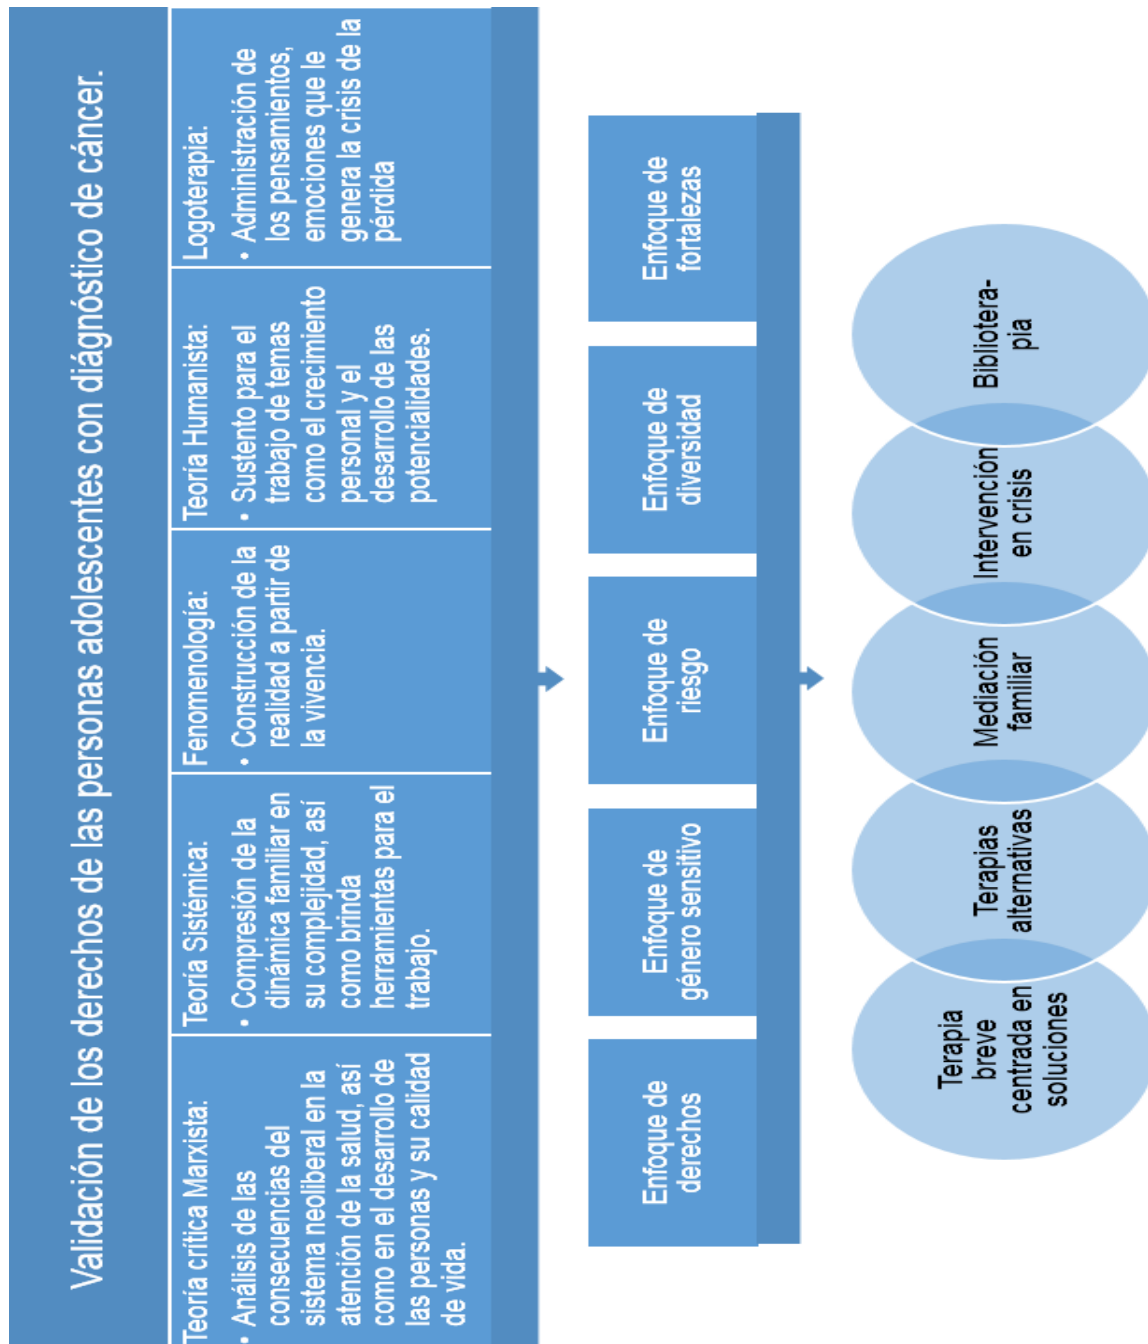 Validación de los derechos de las personas adolescentes con diágnóstico de cáncer.
Teoría crítica Marxista:
• Análisis de las
consecuencias del
sistema neoliberal en la
atención de la salud, así
como en el desarrollo de
las personas y su calidad
de vida.
Teoría Sistémica:
• Compresión de la
dinámica familiar en
su complejidad, así
como brinda
herramientas para el
trabajo.
Fenomenología:
• Construcción de la
realidad a partir de
la vivencia.
Teoría Humanista:
• Sustento para el
trabajo de temas
como el crecimiento
personal y el
desarrollo de las
potencialidades.
Logoterapia:
• Administración de
los pensamientos,
emociones que le
genera la crisis de la
pérdida
Enfoque de
derechos
Enfoque de
género sensitivo
Enfoque de
riesgo
Enfoque de
diversidad
Enfoque de
fortalezas
Terapia
breve
centrada en
soluciones
Terapias
alternativas
Mediación
familiar
Intervención
en crisis
Bibliotera-
pia